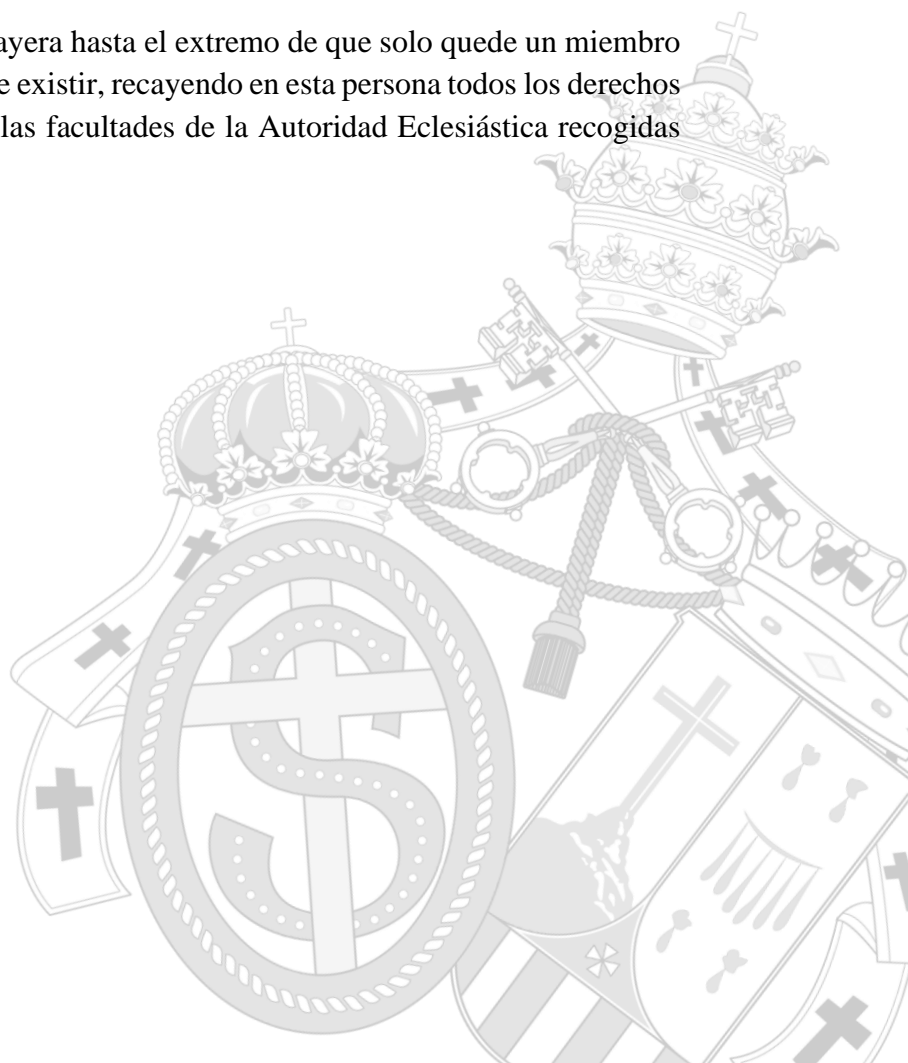 ayera hasta el extremo de que solo quede un miembro
e existir, recayendo en esta persona todos los derechos
las facultades de la Autoridad Eclesiástica recogidas